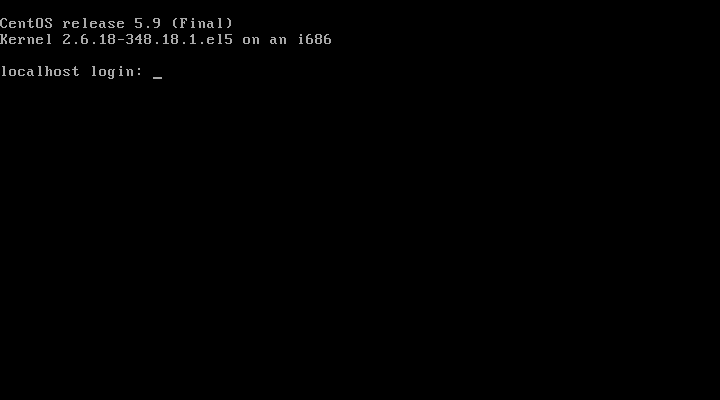 CentOS release 5.9 (Final)
Kernel 2.6.18-348.18.1.el5 on an i686
localhost login: _